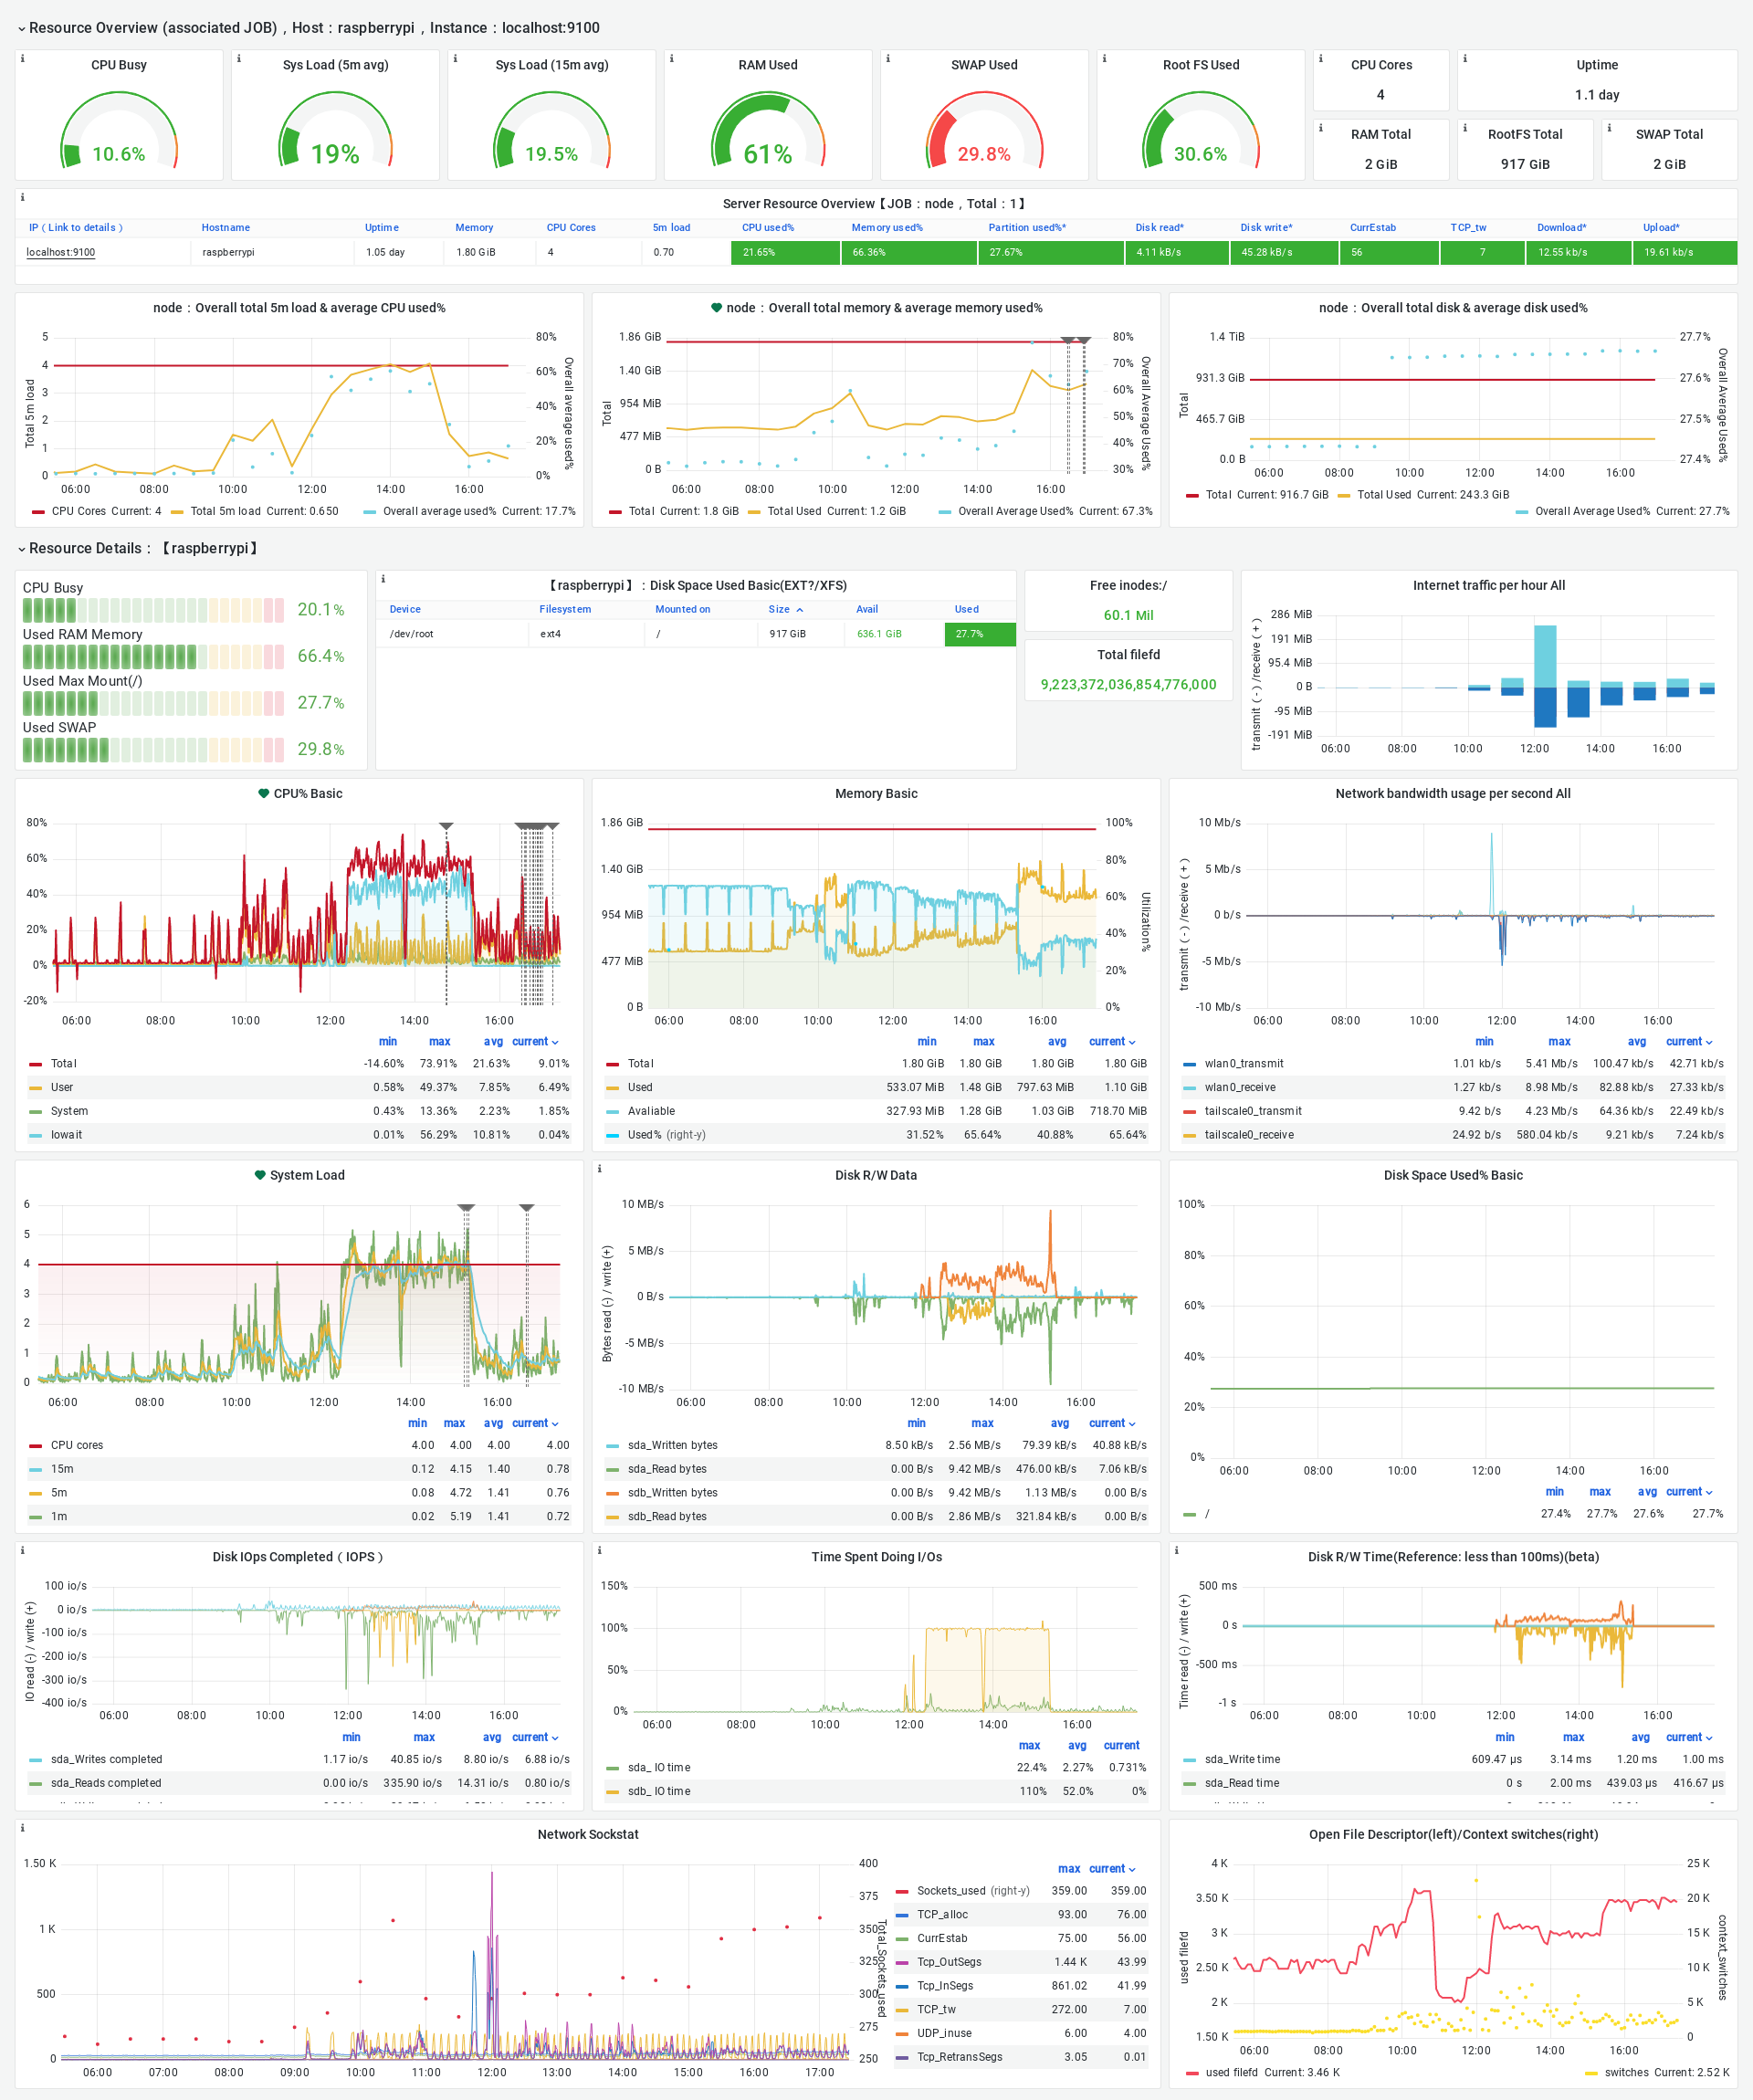 Resource Overview (associated JOB)，Host：raspberrypi，Instance：localhost:9100
CPU Busy
10.6%
Sys Load (5m avg)
19%
Sys Load (15m avg)
19.5%
RAM Used
61%
SWAP Used
29.8%
Root FS Used
30.6%
CPU Cores
4
Uptime
1.1 day
RAM Total
2 GiB
RootFS Total
917 GiB
SWAP Total
2 GiB
Server Resource Overview【JOB：node，Total：1】
IP（Link to details） Hostname Uptime Memory CPU Cores 5m load CPU used% Memory used% Partition used%* Disk read* Disk write* CurrEstab TCP_tw Download* Upload*
localhost:9100 raspberrypi 1.05 day 1.80 GiB 4 0.70 21.65% 66.36% 27.67% 4.11 kB/s 45.28 kB/s 56 7 12.55 kb/s 19.61 kb/s
node：Overall total 5m load & average CPU used%
Total 5m load
5
4
3
2
1
0
80%
60%
40%
20%
0%
Overall average used%
06:00 08:00 10:00 12:00 14:00 16:00
CPU Cores Current: 4 Total 5m load Current: 0.650 Overall average used% Current: 17.7%
node：Overall total memory & average memory used%
Total
1.86 GiB
1.40 GiB
954 MiB
477 MiB
0 B
80%
70%
60%
50%
40%
30%
Overall Average Used%
06:00 08:00 10:00 12:00 14:00 16:00
Total Current: 1.8 GiB Total Used Current: 1.2 GiB Overall Average Used% Current: 67.3%
node：Overall total disk & average disk used%
Total
1.4 TiB
931.3 GiB
465.7 GiB
0.0 B
27.7%
27.6%
27.5%
27.4%
Overall Average Used%
06:00 08:00 10:00 12:00 14:00 16:00
Total Current: 916.7 GiB Total Used Current: 243.3 GiB
Overall Average Used% Current: 27.7%
Resource Details：【raspberrypi】
CPU Busy
20.1%
Used RAM Memory
66.4%
Used Max Mount(/)
27.7%
Used SWAP
29.8%
【raspberrypi】：Disk Space Used Basic(EXT?/XFS)
Device Filesystem Mounted on Size Avail Used
/dev/root ext4 / 917 GiB 636.1 GiB 27.7%
Free inodes:/
60.1 Mil
Total filefd
9,223,372,036,854,776,000
Internet traffic per hour All
transmit（-）/receive（+）
286 MiB
191 MiB
95.4 MiB
0 B
-95 MiB
-191 MiB
06:00 08:00 10:00 12:00 14:00 16:00
CPU% Basic
80%
60%
40%
20%
0%
-20%
06:00 08:00 10:00 12:00 14:00 16:00
min max avg current
Total -14.60% 73.91% 21.63% 9.01%
User 0.58% 49.37% 7.85% 6.49%
System 0.43% 13.36% 2.23% 1.85%
Iowait 0.01% 56.29% 10.81% 0.04%
Memory Basic
1.86 GiB
1.40 GiB
954 MiB
477 MiB
0 B
100%
80%
60%
40%
20%
0%
Utilization%
06:00 08:00 10:00 12:00 14:00 16:00
min max avg current
Total 1.80 GiB 1.80 GiB 1.80 GiB 1.80 GiB
Used 533.07 MiB 1.48 GiB 797.63 MiB 1.10 GiB
Avaliable 327.93 MiB 1.28 GiB 1.03 GiB 718.70 MiB
Used% (right-y) 31.52% 65.64% 40.88% 65.64%
Network bandwidth usage per second All
transmit（-）/receive（+）
10 Mb/s
5 Mb/s
0 b/s
-5 Mb/s
-10 Mb/s
06:00 08:00 10:00 12:00 14:00 16:00
min max avg current
wlan0_transmit 1.01 kb/s 5.41 Mb/s 100.47 kb/s 42.71 kb/s
wlan0_receive 1.27 kb/s 8.98 Mb/s 82.88 kb/s 27.33 kb/s
tailscale0_transmit 9.42 b/s 4.23 Mb/s 64.36 kb/s 22.49 kb/s
tailscale0_receive 24.92 b/s 580.04 kb/s 9.21 kb/s 7.24 kb/s
System Load
6
5
4
3
2
1
0
06:00 08:00 10:00 12:00 14:00 16:00
min max avg current
CPU cores 4.00 4.00 4.00 4.00
15m 0.12 4.15 1.40 0.78
5m 0.08 4.72 1.41 0.76
1m 0.02 5.19 1.41 0.72
Disk R/W Data
Bytes read (-) / write (+)
10 MB/s
5 MB/s
0 B/s
-5 MB/s
-10 MB/s
06:00 08:00 10:00 12:00 14:00 16:00
min max avg current
sda_Written bytes 8.50 kB/s 2.56 MB/s 79.39 kB/s 40.88 kB/s
sda_Read bytes 0.00 B/s 9.42 MB/s 476.00 kB/s 7.06 kB/s
sdb_Written bytes 0.00 B/s 9.42 MB/s 1.13 MB/s 0.00 B/s
sdb_Read bytes 0.00 B/s 2.86 MB/s 321.84 kB/s 0.00 B/s
Disk Space Used% Basic
100%
80%
60%
40%
20%
0%
06:00 08:00 10:00 12:00 14:00 16:00
min max avg current
/ 27.4% 27.7% 27.6% 27.7%
Disk IOps Completed（IOPS）
IO read (-) / write (+)
100 io/s
0 io/s
-100 io/s
-200 io/s
-300 io/s
-400 io/s
06:00 08:00 10:00 12:00 14:00 16:00
min max avg current
sda_Writes completed 1.17 io/s 40.85 io/s 8.80 io/s 6.88 io/s
sda_Reads completed 0.00 io/s 335.90 io/s 14.31 io/s 0.80 io/s
Time Spent Doing I/Os
150%
100%
50%
0%
06:00 08:00 10:00 12:00 14:00 16:00
max avg current
sda_ IO time 22.4% 2.27% 0.731%
sdb_ IO time 110% 52.0% 0%
Disk R/W Time(Reference: less than 100ms)(beta)
Time read (-) / write (+)
500 ms
0 s
-500 ms
-1 s
06:00 08:00 10:00 12:00 14:00 16:00
min max avg current
sda_Write time 609.47 µs 3.14 ms 1.20 ms 1.00 ms
sda_Read time 0 s 2.00 ms 439.03 µs 416.67 µs
Network Sockstat
1.50 K
1 K
500
0
400
375
350
325
300
275
250
Total_Sockets_used
06:00 07:00 08:00 09:00 10:00 11:00 12:00 13:00 14:00 15:00 16:00 17:00
max current
Sockets_used (right-y) 359.00 359.00
TCP_alloc 93.00 76.00
CurrEstab 75.00 56.00
Tcp_OutSegs 1.44 K 43.99
Tcp_InSegs 861.02 41.99
TCP_tw 272.00 7.00
UDP_inuse 6.00 4.00
Tcp_RetransSegs 3.05 0.01
Open File Descriptor(left)/Context switches(right)
used filefd
4 K
3.50 K
3 K
2.50 K
2 K
1.50 K
25 K
20 K
15 K
10 K
5 K
0
context_switches
06:00 08:00 10:00 12:00 14:00 16:00
used filefd Current: 3.46 K switches Current: 2.52 K